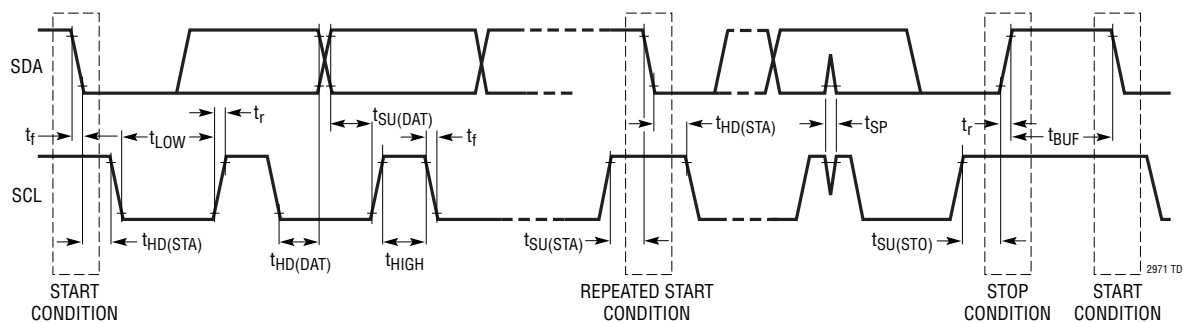 SDA
tf
tLOW
tr
tSU(DAT)
tf
tHD(STA)
tSP
tr
tBUF
SCL
tHD(STA)
tHD(DAT)
tHIGH
tSU(STA)
tSU(STO)
2971 TD
START
CONDITION
REPEATED START
CONDITION
STOP
CONDITION
START
CONDITION